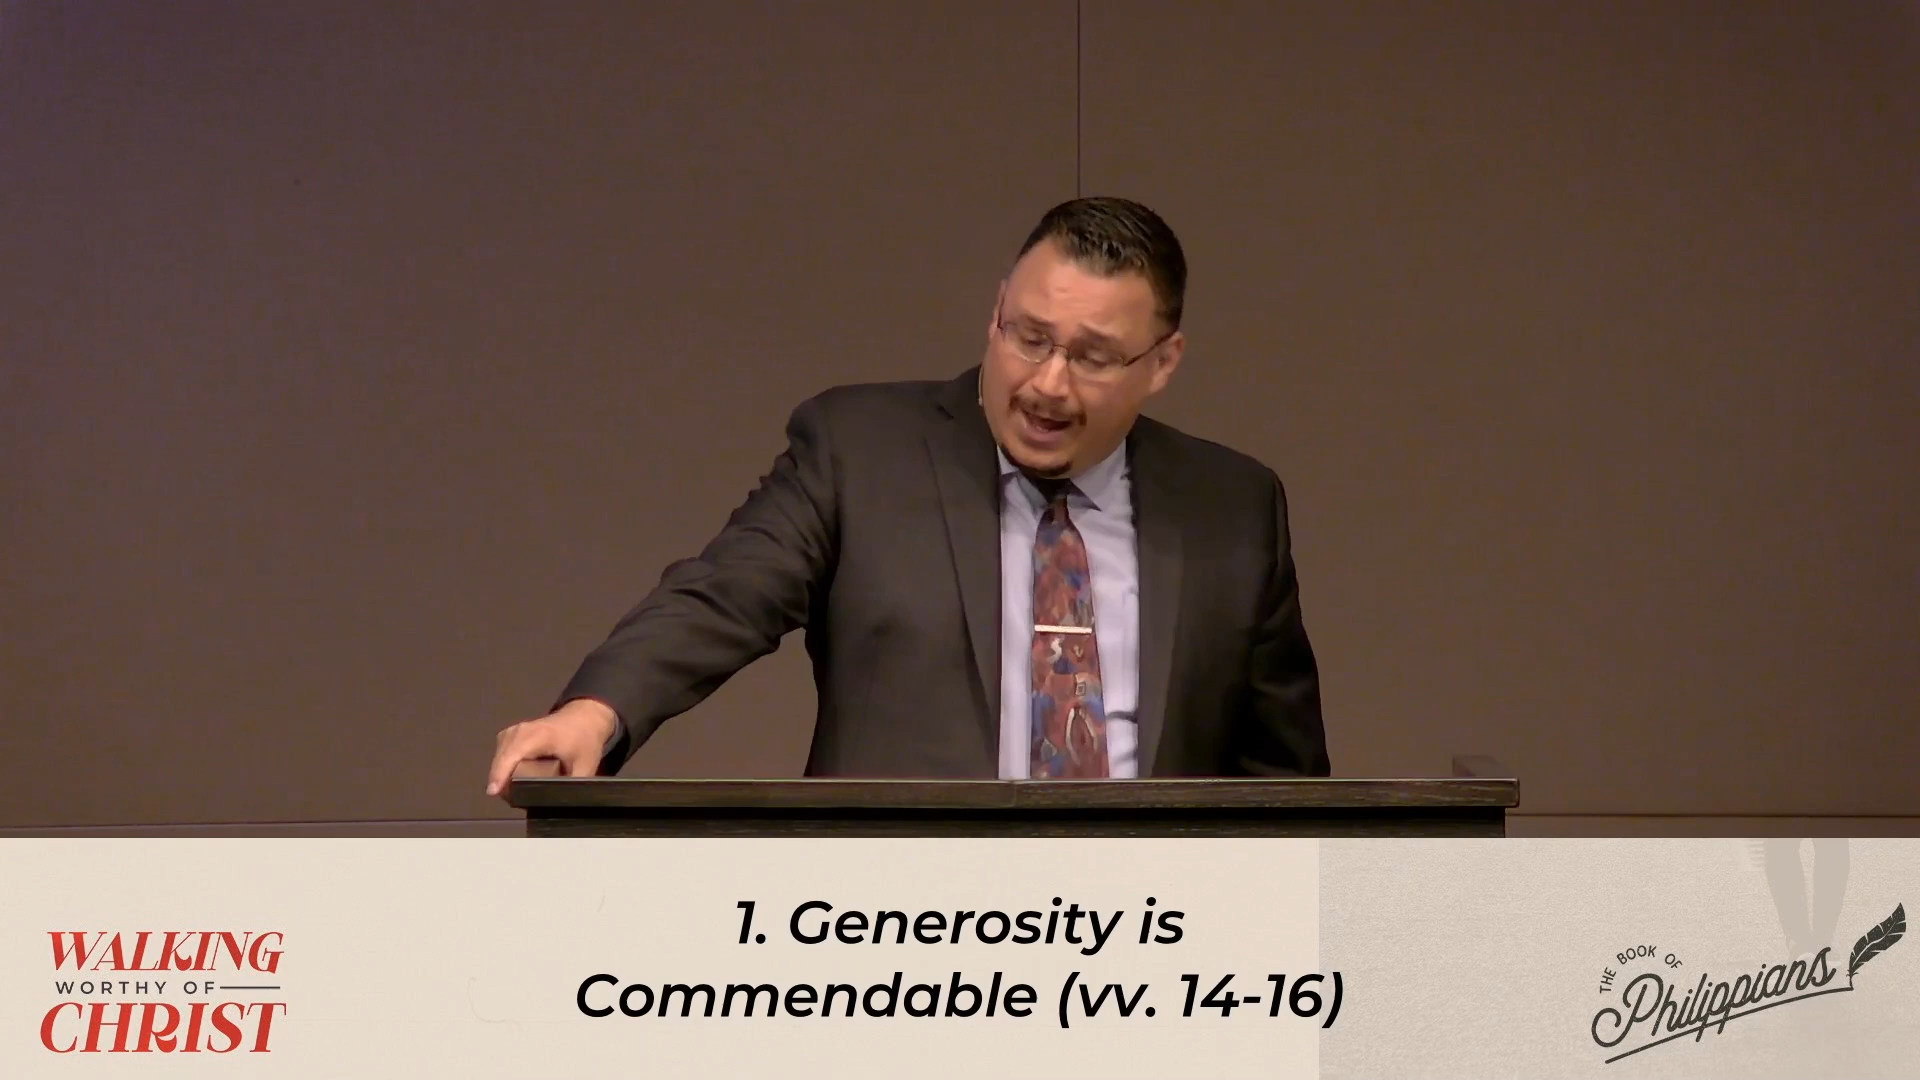 1. Generosity is
Commendable (vv. 14-16)
WALKING
WORTHY OF
CHRIST
THE BOOK OF
Philippians